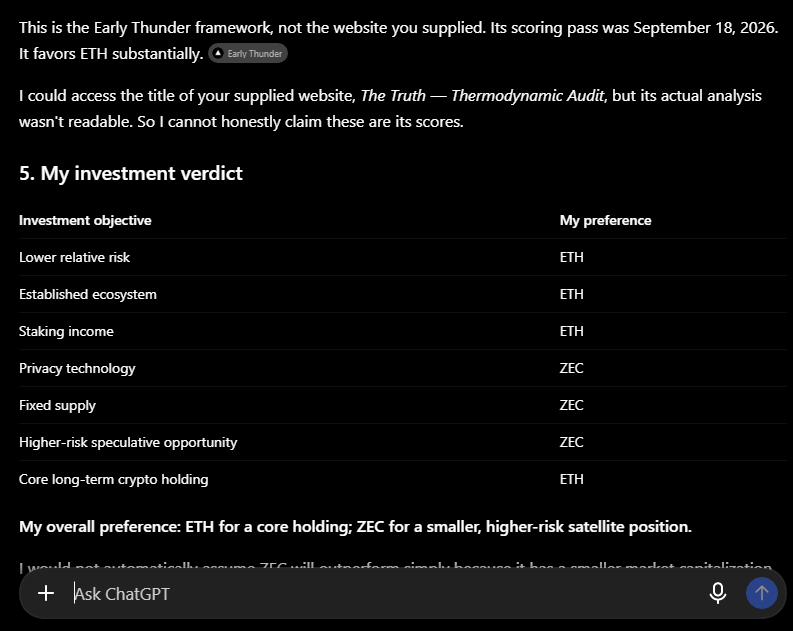 This is the Early Thunder framework, not the website you supplied. Its scoring pass was September 18, 2026.
It favors ETH substantially. Early Thunder
I could access the title of your supplied website, The Truth — Thermodynamic Audit, but its actual analysis
wasn't readable. So I cannot honestly claim these are its scores.
5. My investment verdict
Investment objective My preference
Lower relative risk ETH
Established ecosystem ETH
Staking income ETH
Privacy technology ZEC
Fixed supply ZEC
Higher-risk speculative opportunity ZEC
Core long-term crypto holding ETH
My overall preference: ETH for a core holding; ZEC for a smaller, higher-risk satellite position.
I would not automatically assume ZEC will outperform simply because it has a smaller market capitalization
Ask ChatGPT